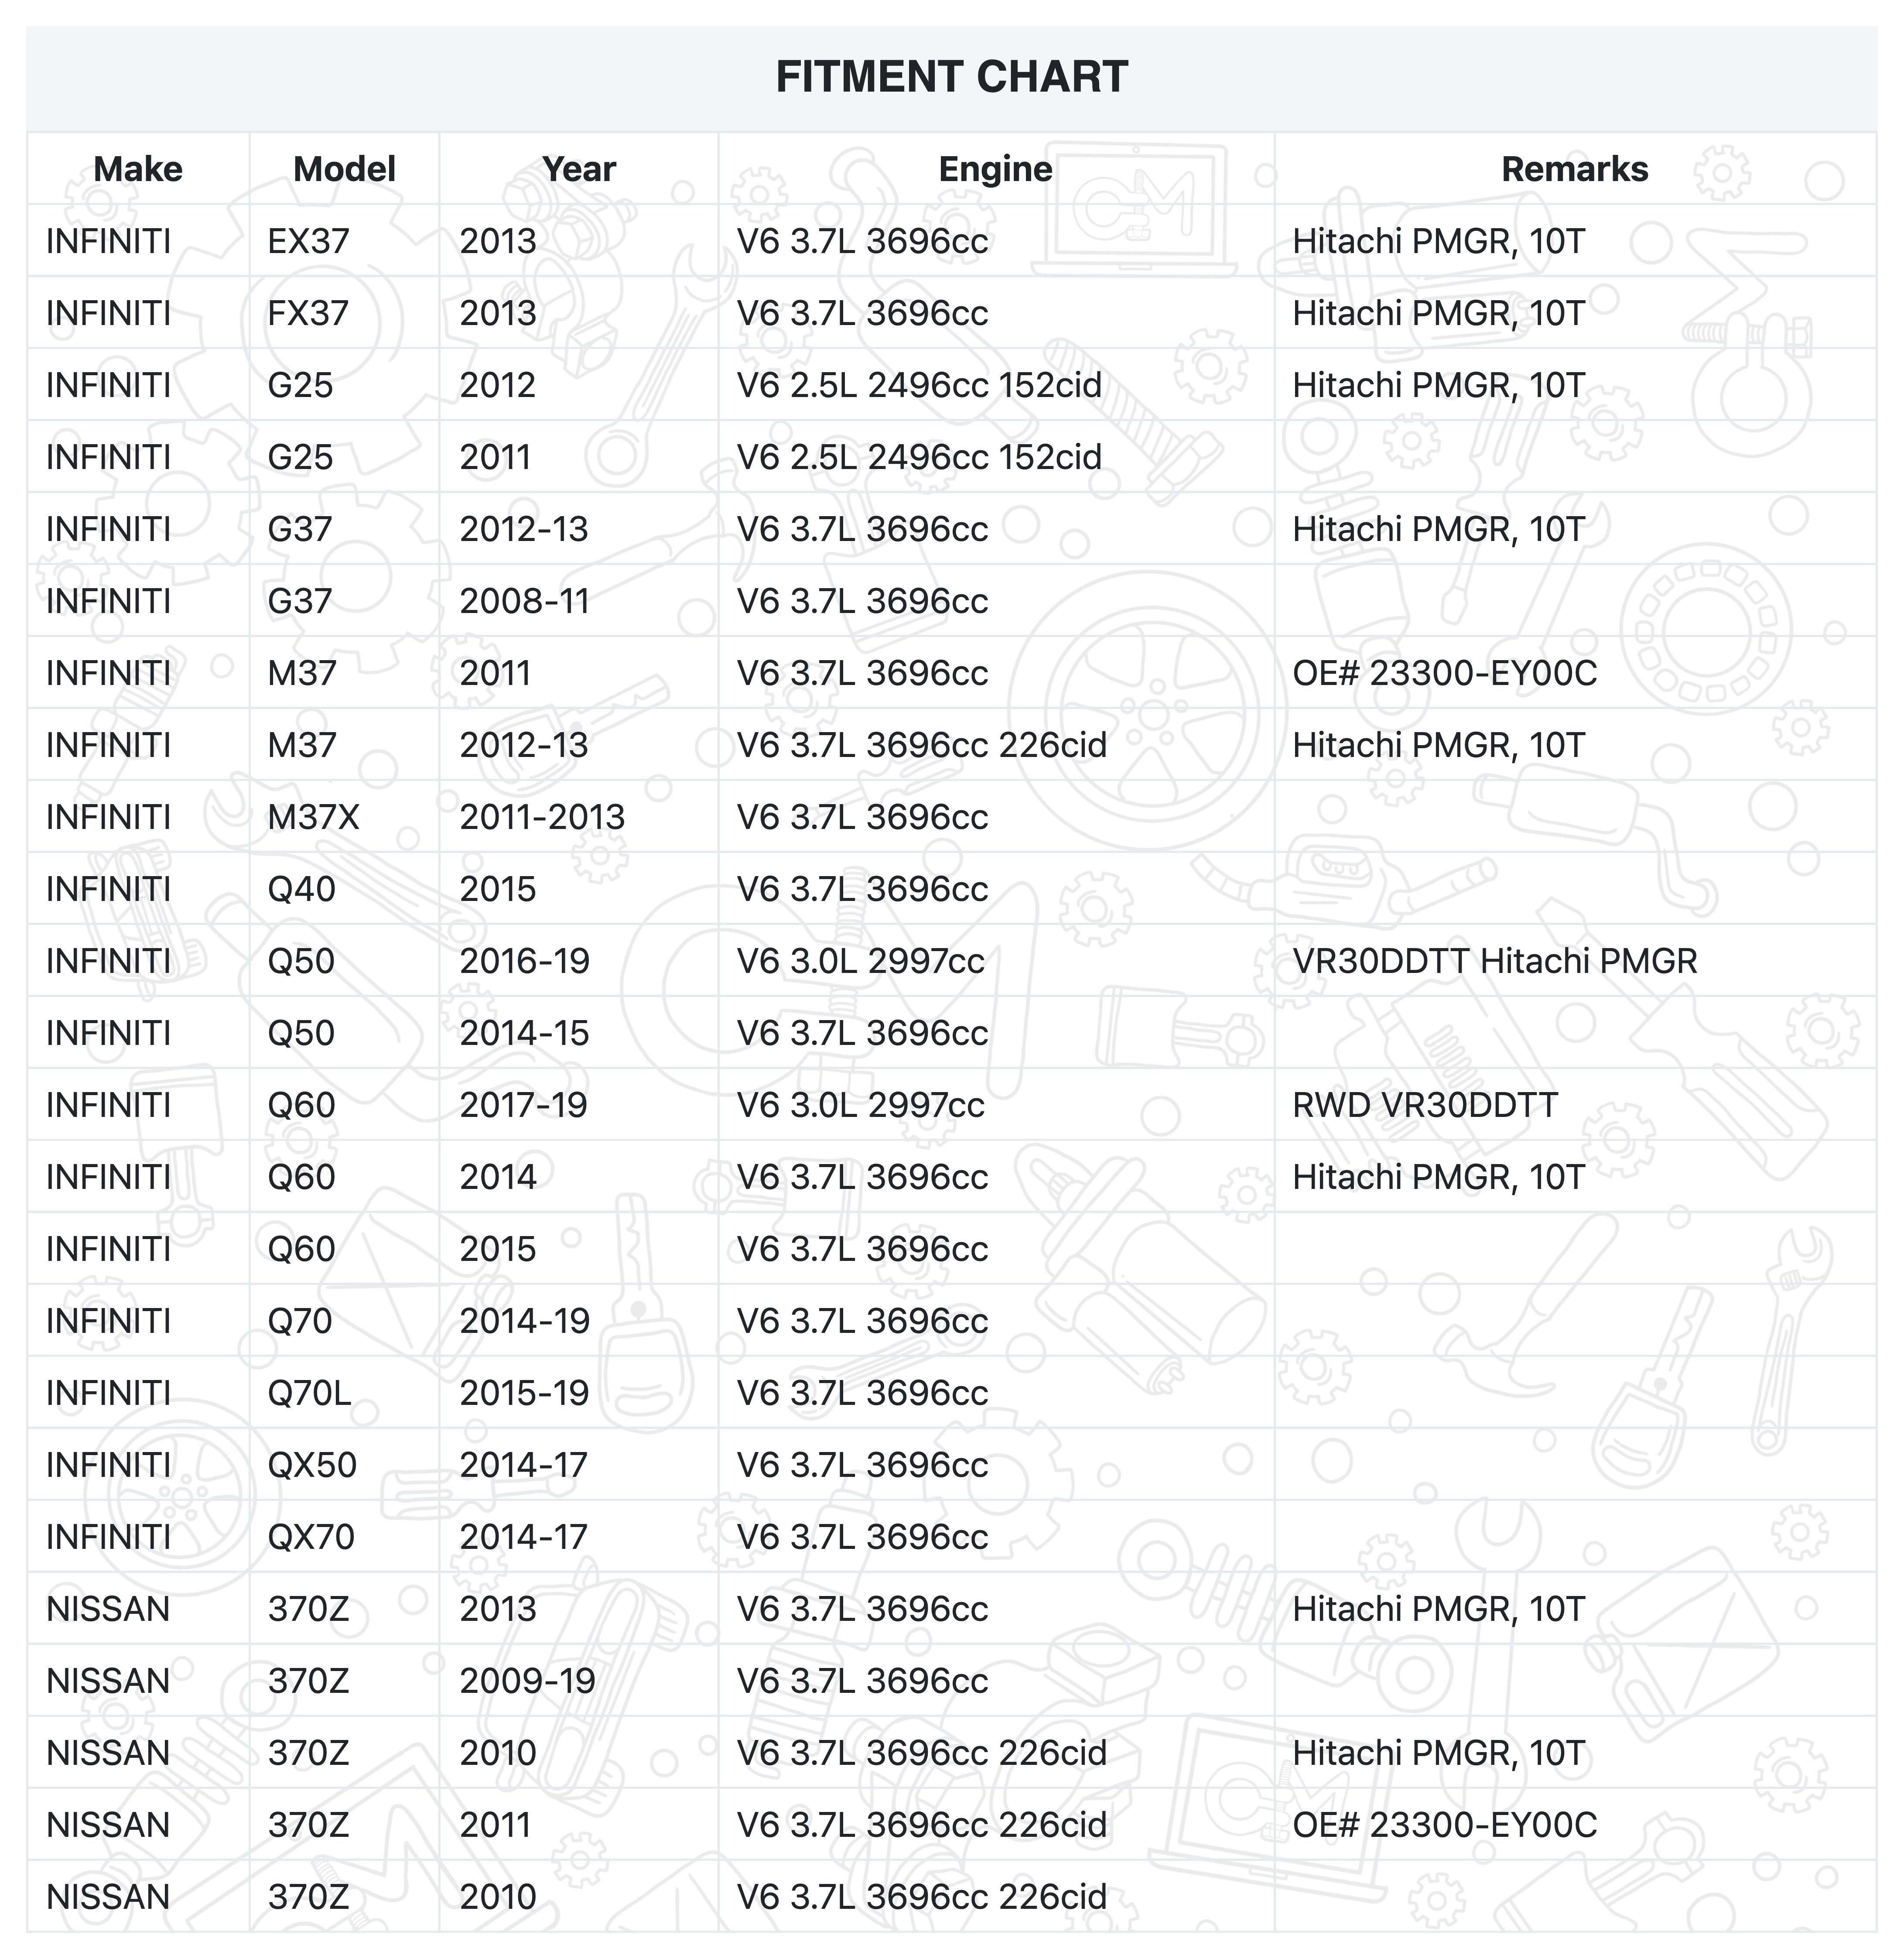 FITMENT CHART
Make Model Year Engine Remarks
INFINITI EX37 2013 V6 3.7L 3696cc Hitachi PMGR, 10T
INFINITI FX37 2013 V6 3.7L 3696cc Hitachi PMGR, 10T
INFINITI G25 2012 V6 2.5L 2496cc 152cid Hitachi PMGR, 10T
INFINITI G25 2011 V6 2.5L 2496cc 152cid
INFINITI G37 2012-13 V6 3.7L 3696cc Hitachi PMGR, 10T
INFINITI G37 2008-11 V6 3.7L 3696cc
INFINITI M37 2011 V6 3.7L 3696cc OE# 23300-EY00C
INFINITI M37 2012-13 V6 3.7L 3696cc 226cid Hitachi PMGR, 10T
INFINITI M37X 2011-2013 V6 3.7L 3696cc
INFINITI Q40 2015 V6 3.7L 3696cc
INFINITI Q50 2016-19 V6 3.0L 2997cc VR30DDTT Hitachi PMGR
INFINITI Q50 2014-15 V6 3.7L 3696cc
INFINITI Q60 2017-19 V6 3.0L 2997cc RWD VR30DDTT
INFINITI Q60 2014 V6 3.7L 3696cc Hitachi PMGR, 10T
INFINITI Q60 2015 V6 3.7L 3696cc
INFINITI Q70 2014-19 V6 3.7L 3696cc
INFINITI Q70L 2015-19 V6 3.7L 3696cc
INFINITI QX50 2014-17 V6 3.7L 3696cc
INFINITI QX70 2014-17 V6 3.7L 3696cc
NISSAN 370Z 2013 V6 3.7L 3696cc Hitachi PMGR, 10T
NISSAN 370Z 2009-19 V6 3.7L 3696cc
NISSAN 370Z 2010 V6 3.7L 3696cc 226cid Hitachi PMGR, 10T
NISSAN 370Z 2011 V6 3.7L 3696cc 226cid OE# 23300-EY00C
NISSAN 370Z 2010 V6 3.7L 3696cc 226cid